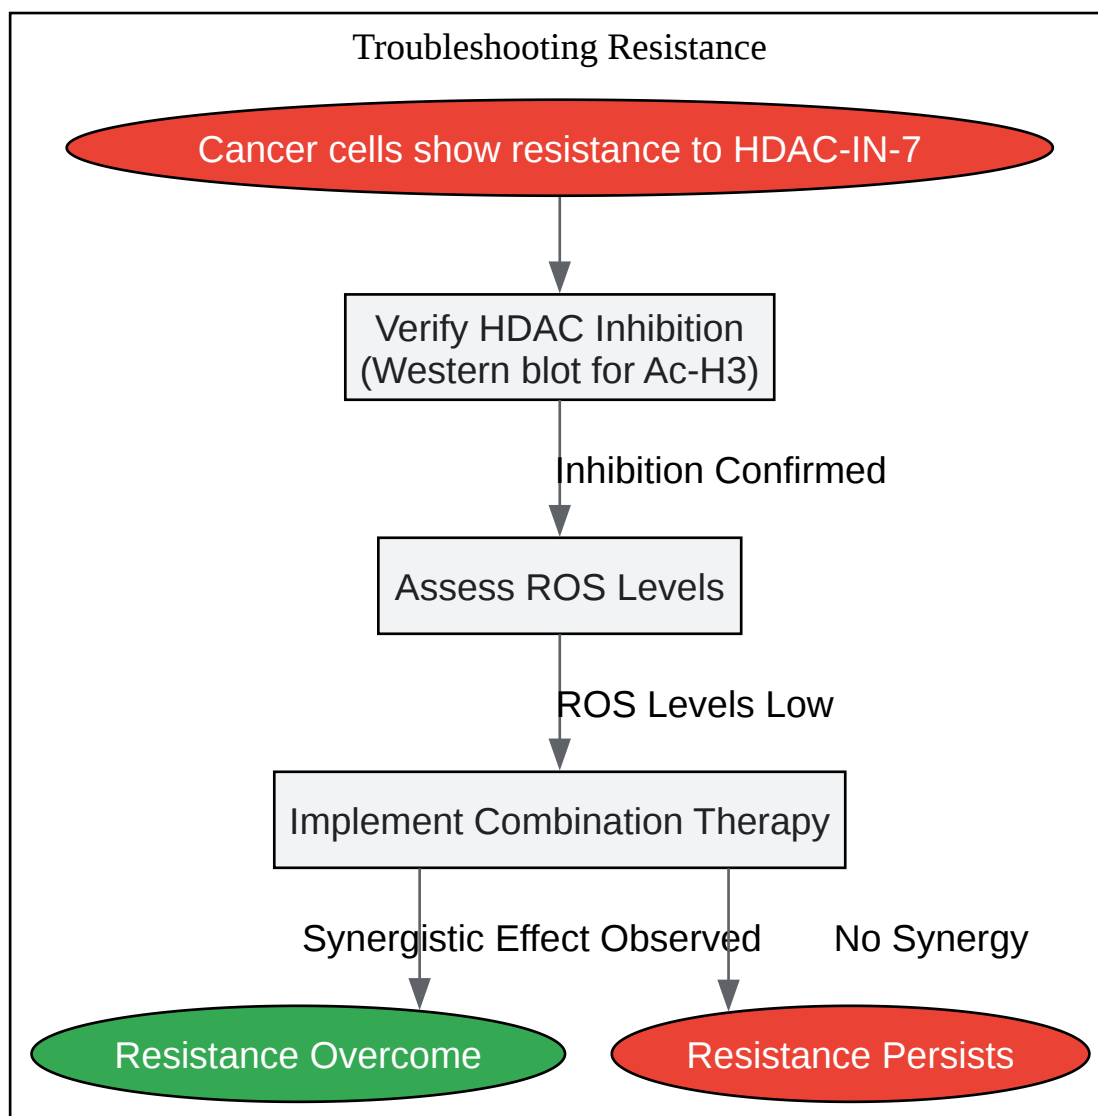 Troubleshooting Resistance
Cancer cells show resistance to HDAC-IN-7
Verify HDAC Inhibition
(Western blot for Ac-H3)
Inhibition Confirmed
Assess ROS Levels
ROS Levels Low
Implement Combination Therapy
Synergistic Effect Observed
No Synergy
Resistance Overcome
Resistance Persists